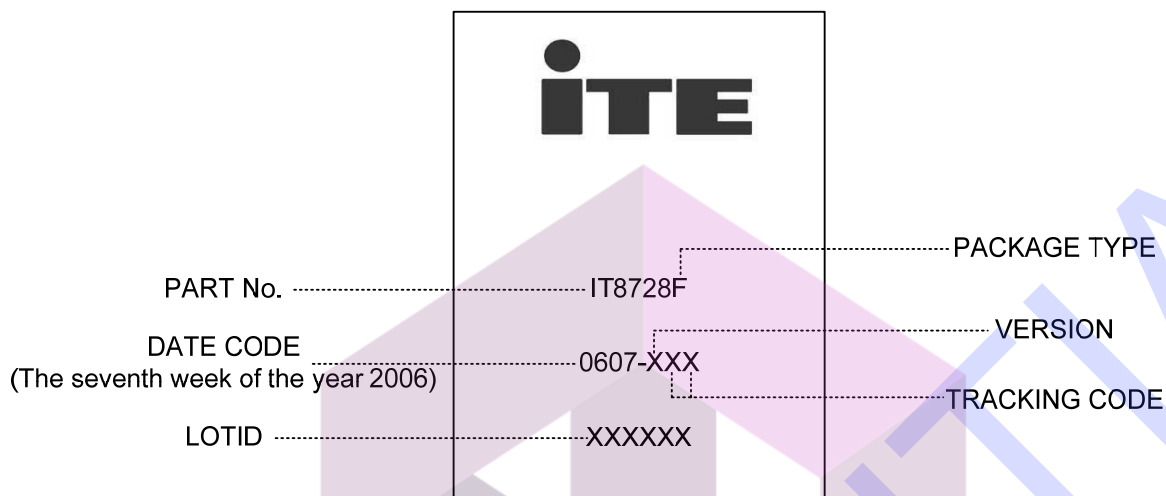 iTE
PACKAGE TYPE
PART No.
IT8728F
VERSION
DATE CODE
(The seventh week of the year 2006)
0607-XXX
TRACKING CODE
LOTID
XXXXXX